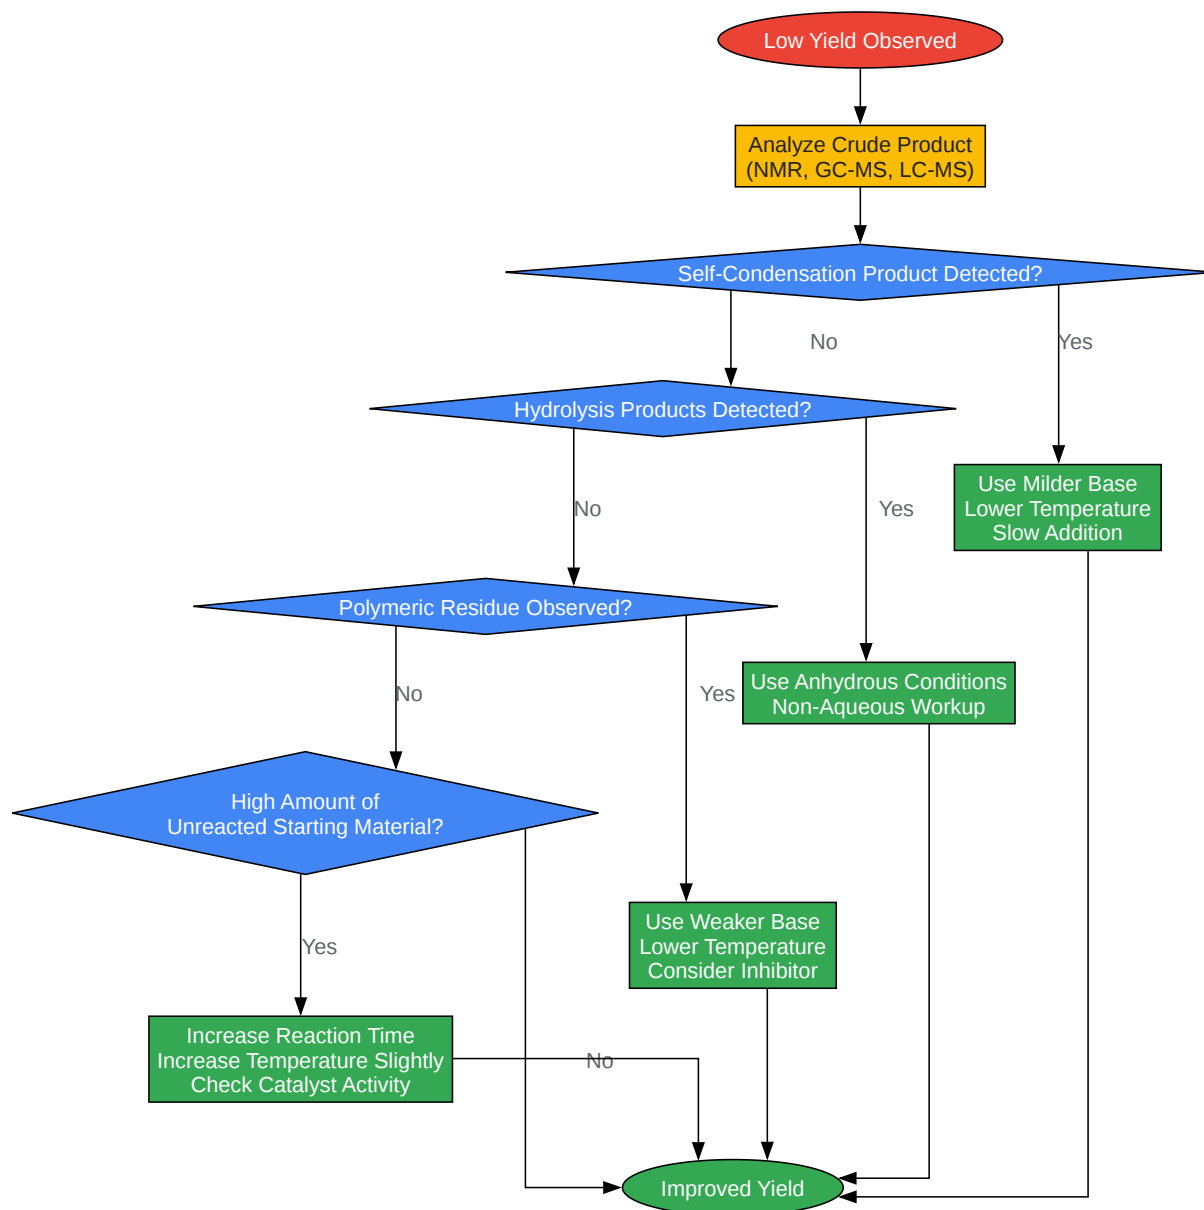 Low Yield Observed
Analyze Crude Product
(NMR, GC-MS, LC-MS)
Self-Condensation Product Detected?
No
Yes
Hydrolysis Products Detected?
Use Milder Base
Lower Temperature
Slow Addition
No
Yes
Polymeric Residue Observed?
Use Anhydrous Conditions
Non-Aqueous Workup
No
Yes
High Amount of
Unreacted Starting Material?
Use Weaker Base
Lower Temperature
Consider Inhibitor
Yes
Increase Reaction Time
Increase Temperature Slightly
Check Catalyst Activity
No
Improved Yield